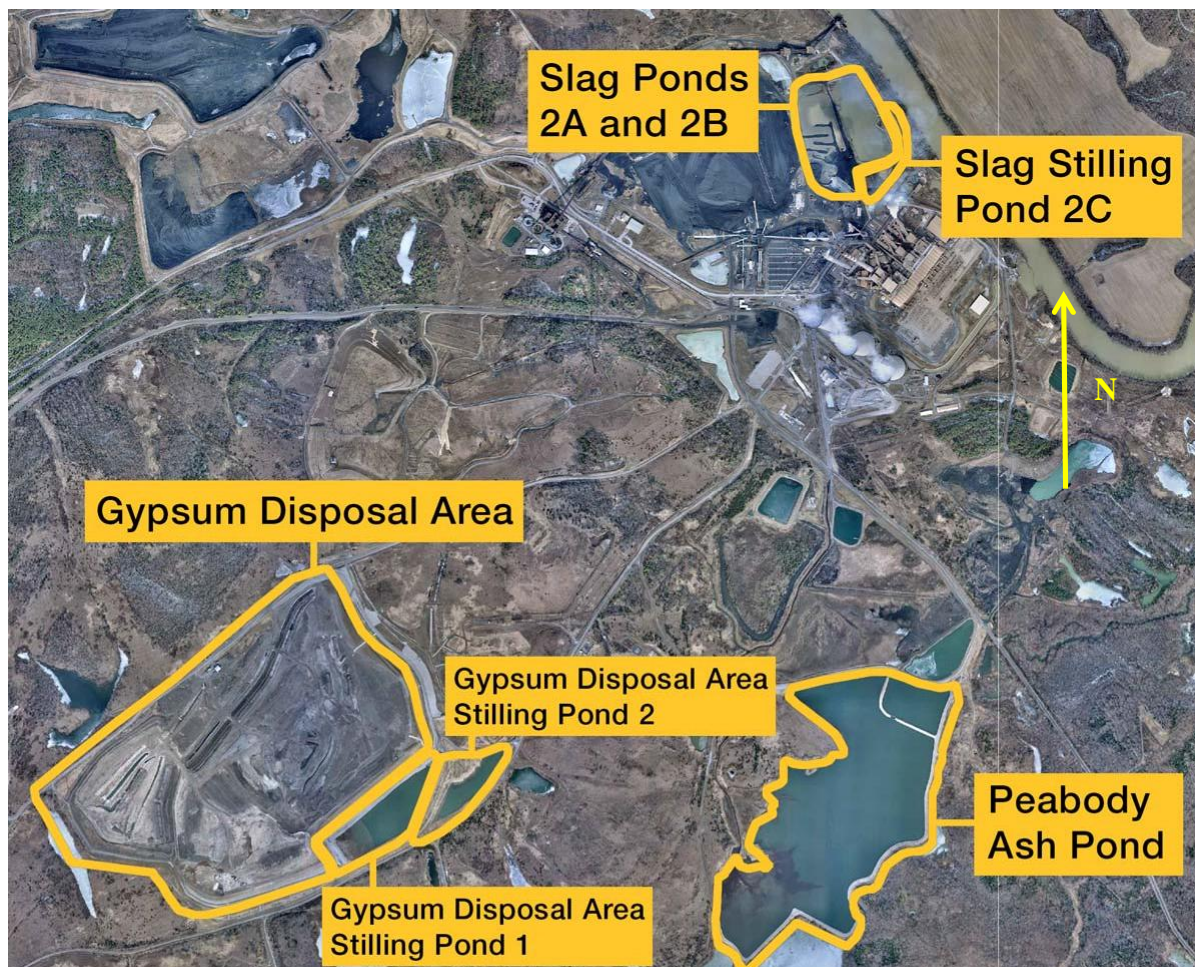 Slag Ponds
2A and 2B
Slag Stilling
Pond 2C
N
Gypsum Disposal Area
Gypsum Disposal Area
Stilling Pond 2
Peabody
Ash Pond
Gypsum Disposal Area
Stilling Pond 1